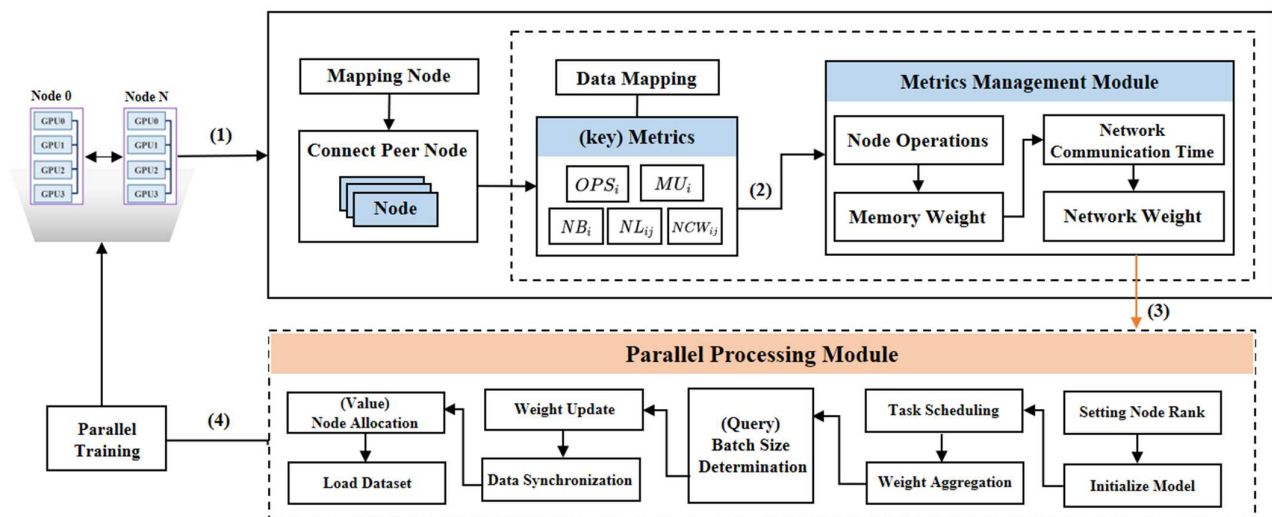 Node 0
Node N
GPU0
GPU1
GPU2
GPU3
GPU0
GPU1
GPU2
GPU3
(1)
Mapping Node
Connect Peer Node
Node
Data Mapping
(key) Metrics
OPS_i
MU_i
NB_i
NL_ij
NCW_ij
(2)
Metrics Management Module
Node Operations
Memory Weight
Network
Communication Time
Network Weight
(3)
Parallel Processing Module
(Value)
Node Allocation
Load Dataset
Weight Update
Data Synchronization
(Query)
Batch Size
Determination
Task Scheduling
Weight Aggregation
Setting Node Rank
Initialize Model
(4)
Parallel
Training